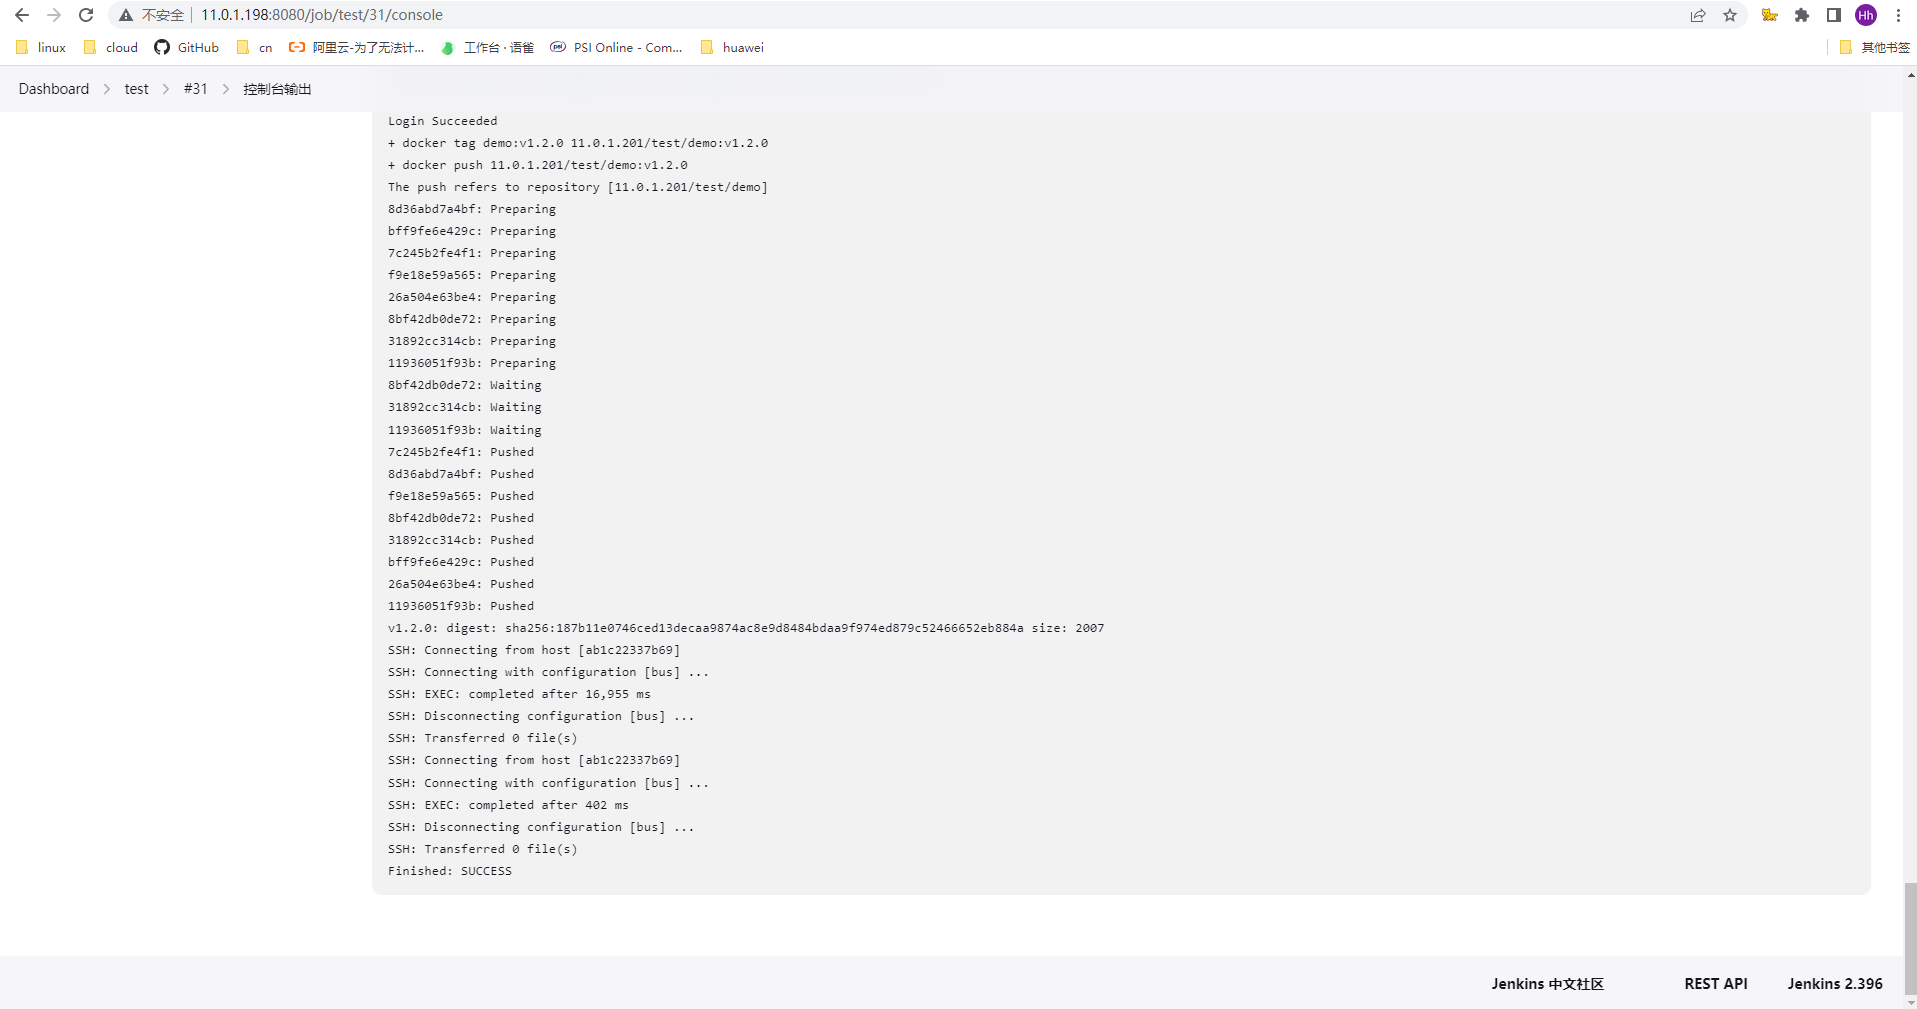 不安全 11.0.1.198:8080/job/test/31/console Hh
linux cloud GitHub cn 阿里云-为了无法计... 工作台 · 语雀 PSI Online - Com... huawei 其他书签
Dashboard test #31 控制台输出
Login Succeeded
+ docker tag demo:v1.2.0 11.0.1.201/test/demo:v1.2.0
+ docker push 11.0.1.201/test/demo:v1.2.0
The push refers to repository [11.0.1.201/test/demo]
8d36abd7a4bf: Preparing
bff9fe6e429c: Preparing
7c245b2fe4f1: Preparing
f9e18e59a565: Preparing
26a504e63be4: Preparing
8bf42db0de72: Preparing
31892cc314cb: Preparing
11936051f93b: Preparing
8bf42db0de72: Waiting
31892cc314cb: Waiting
11936051f93b: Waiting
7c245b2fe4f1: Pushed
8d36abd7a4bf: Pushed
f9e18e59a565: Pushed
8bf42db0de72: Pushed
31892cc314cb: Pushed
bff9fe6e429c: Pushed
26a504e63be4: Pushed
11936051f93b: Pushed
v1.2.0: digest: sha256:187b11e0746ced13decaa9874ac8e9d8484bdaa9f974ed879c52466652eb884a size: 2007
SSH: Connecting from host [ab1c22337b69]
SSH: Connecting with configuration [bus] ...
SSH: EXEC: completed after 16,955 ms
SSH: Disconnecting configuration [bus] ...
SSH: Transferred 0 file(s)
SSH: Connecting from host [ab1c22337b69]
SSH: Connecting with configuration [bus] ...
SSH: EXEC: completed after 402 ms
SSH: Disconnecting configuration [bus] ...
SSH: Transferred 0 file(s)
Finished: SUCCESS
Jenkins 中文社区 REST API Jenkins 2.396